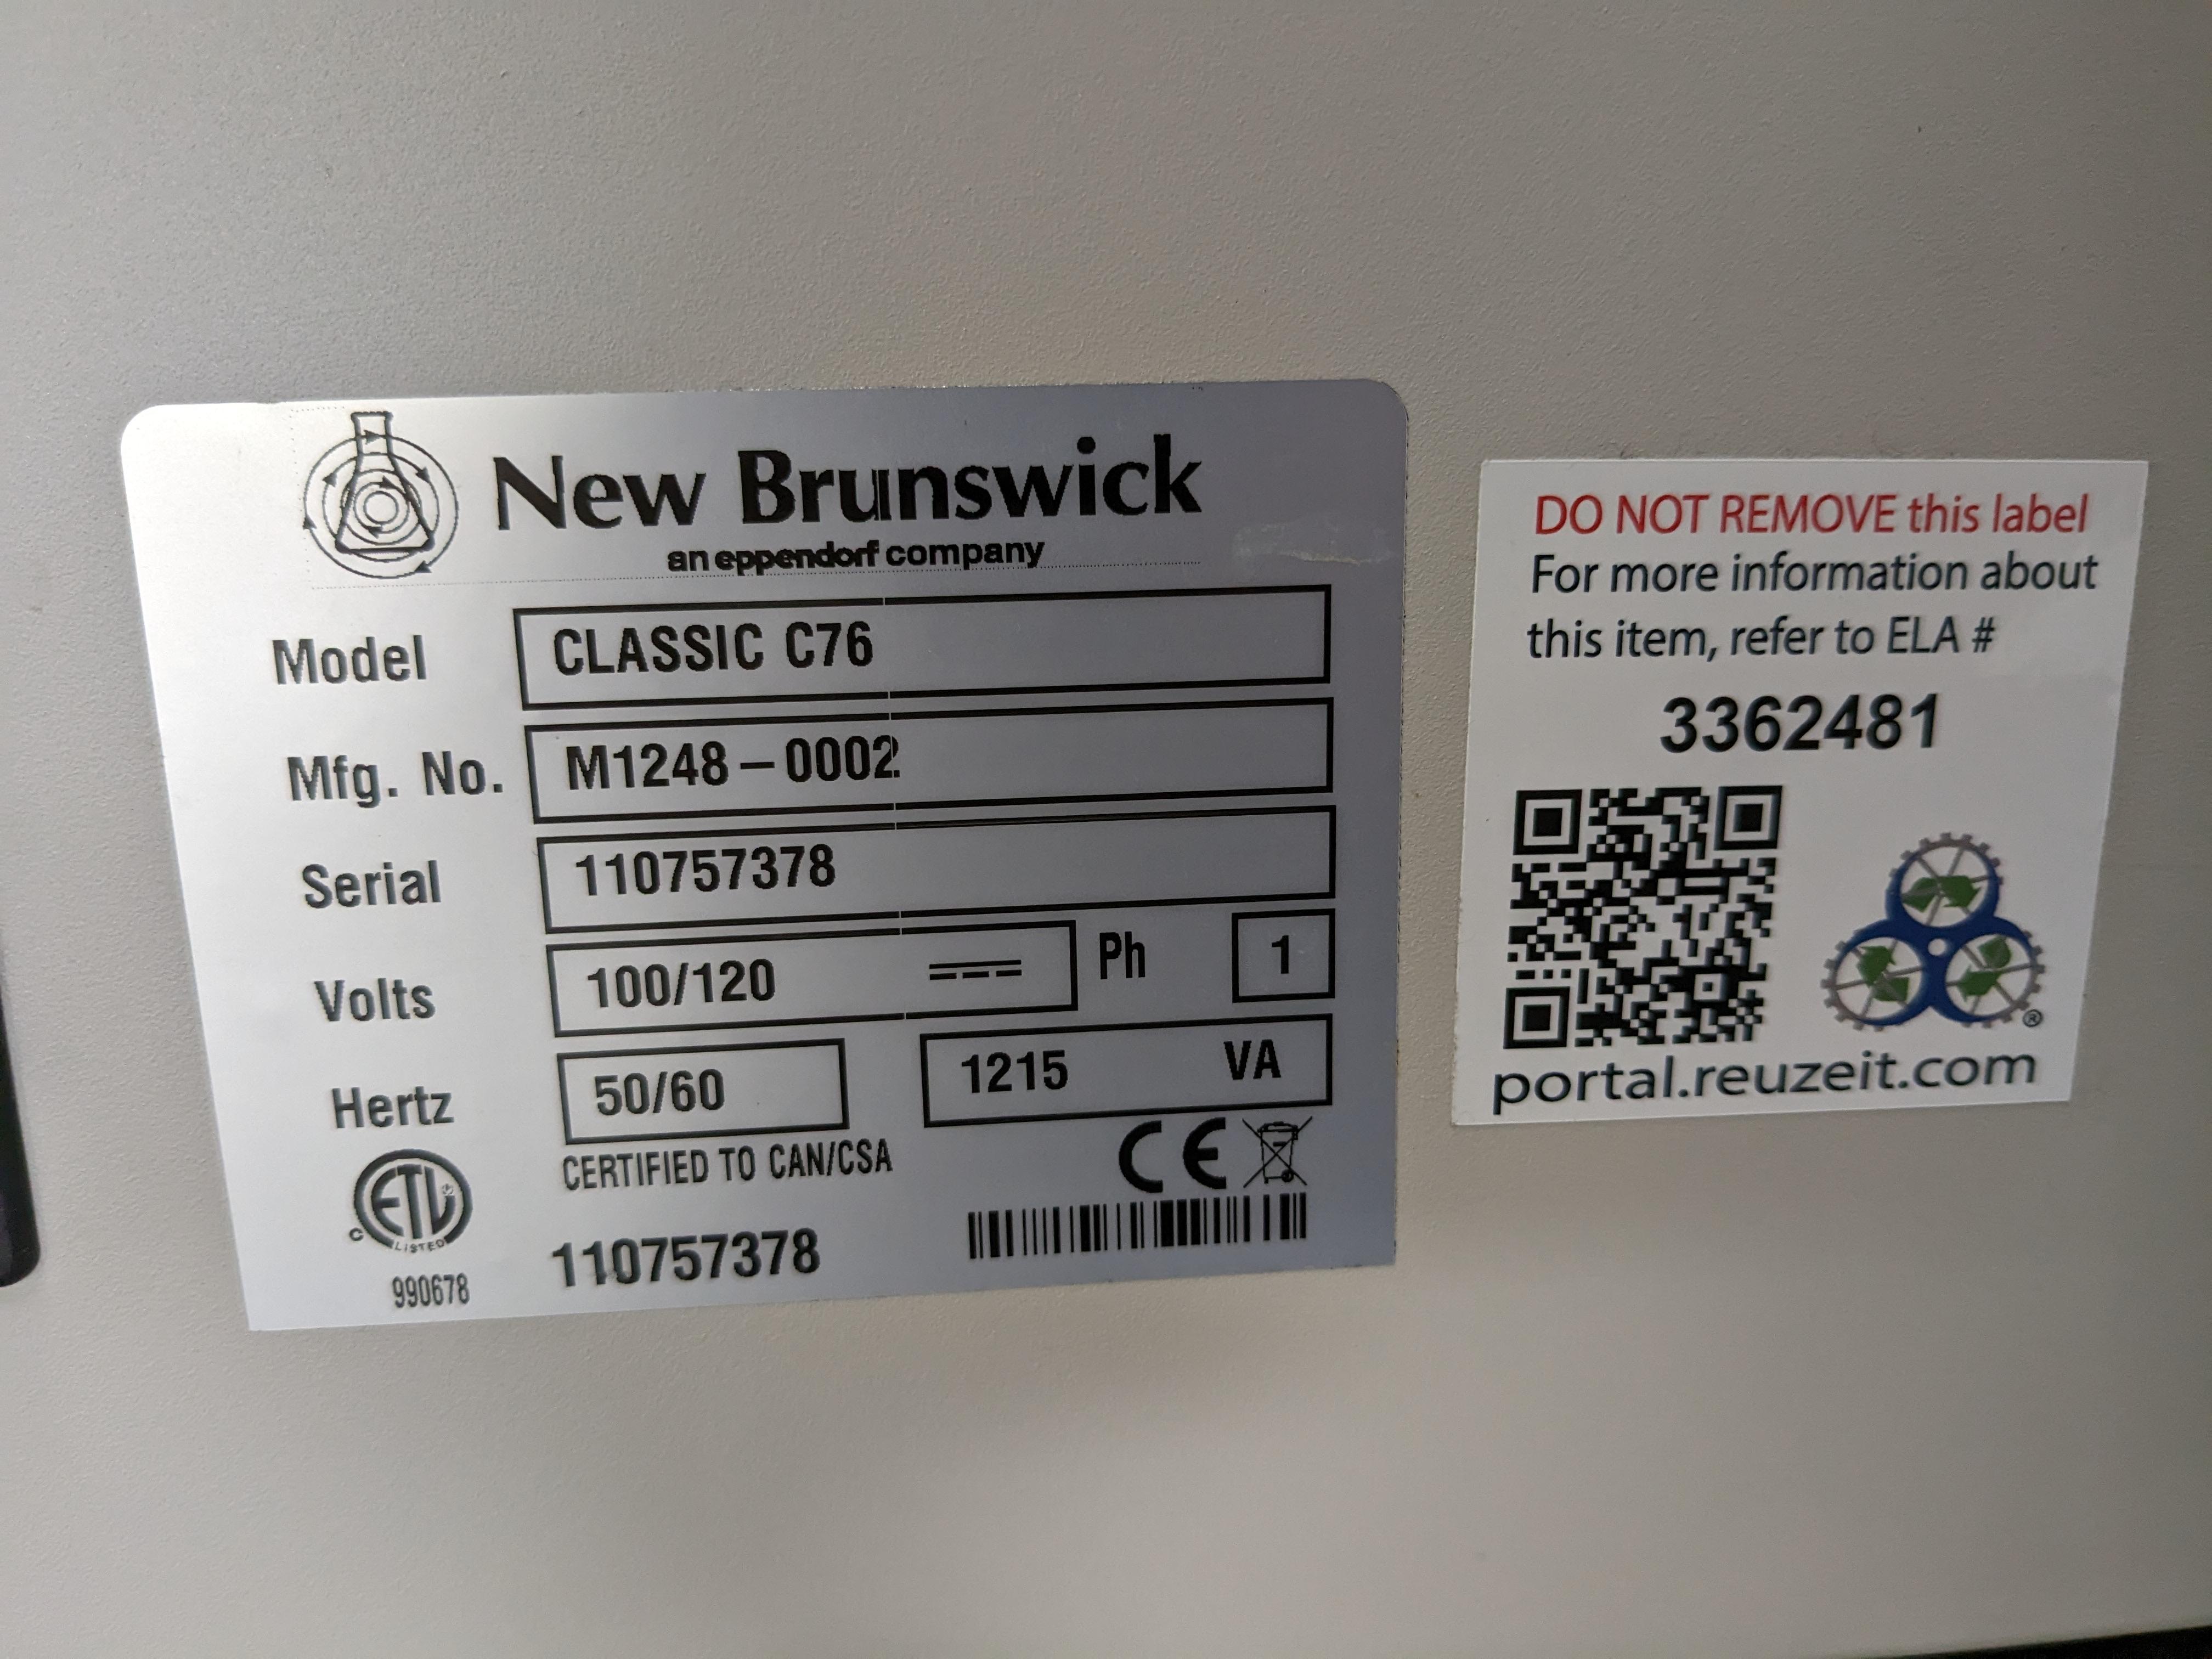 New Brunswick
an eppendorf company
Model CLASSIC C76
Mfg. No. M1248-0002
Serial 110757378
Volts 100/120 Ph 1
Hertz 50/60 1215 VA
CERTIFIED TO CAN/CSA
CE
ETL
C LISTED
110757378
990678
DO NOT REMOVE this label
For more information about
this item, refer to ELA #
3362481
®
portal.reuzeit.com